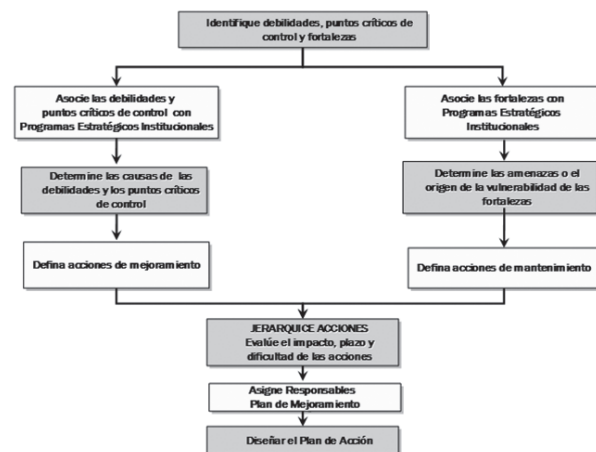 Identifique debilidades, puntos críticos de
control y fortalezas
Asocie las debilidades y
puntos críticos de control con
Programas Estratégicos Institucionales
Asocie las fortalezas con
Programas Estratégicos
Institucionales
Determine las causas de las
debilidades y los puntos críticos
de control
Determine las amenazas o el
origen de la vulnerabilidad de las
fortalezas
Defina acciones de mejoramiento
Defina acciones de mantenimiento
JERARQUICE ACCIONES
Evalúe el impacto, plazo y
dificultad de las acciones
Asigne Responsables
Plan de Mejoramiento
Diseñar el Plan de Acción